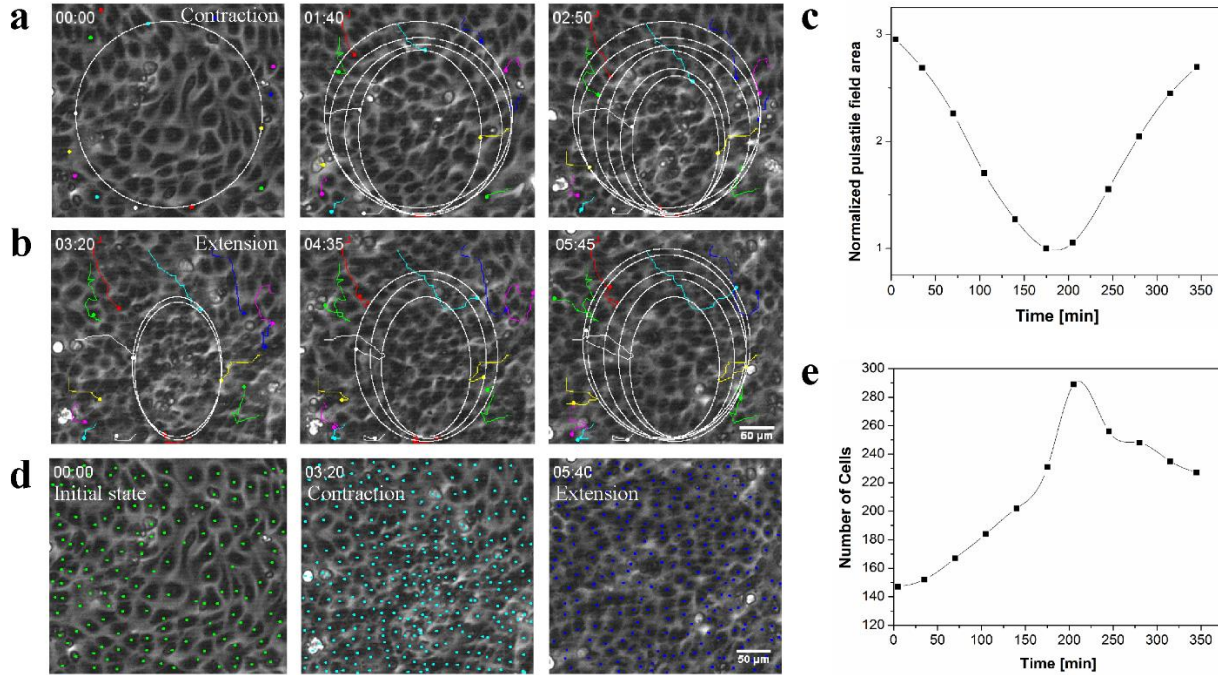 a
00:00
Contraction
01:40
02:50
b
03:20
Extension
04:35
05:45
50 µm
d
00:00
Initial state
03:20
Contraction
05:40
Extension
50 µm
c
Normalized pulsatile field area
3
2
1
0 50 100 150 200 250 300 350
Time [min]
e
Number of Cells
300
280
260
240
220
200
180
160
140
120
0 50 100 150 200 250 300 350
Time [min]